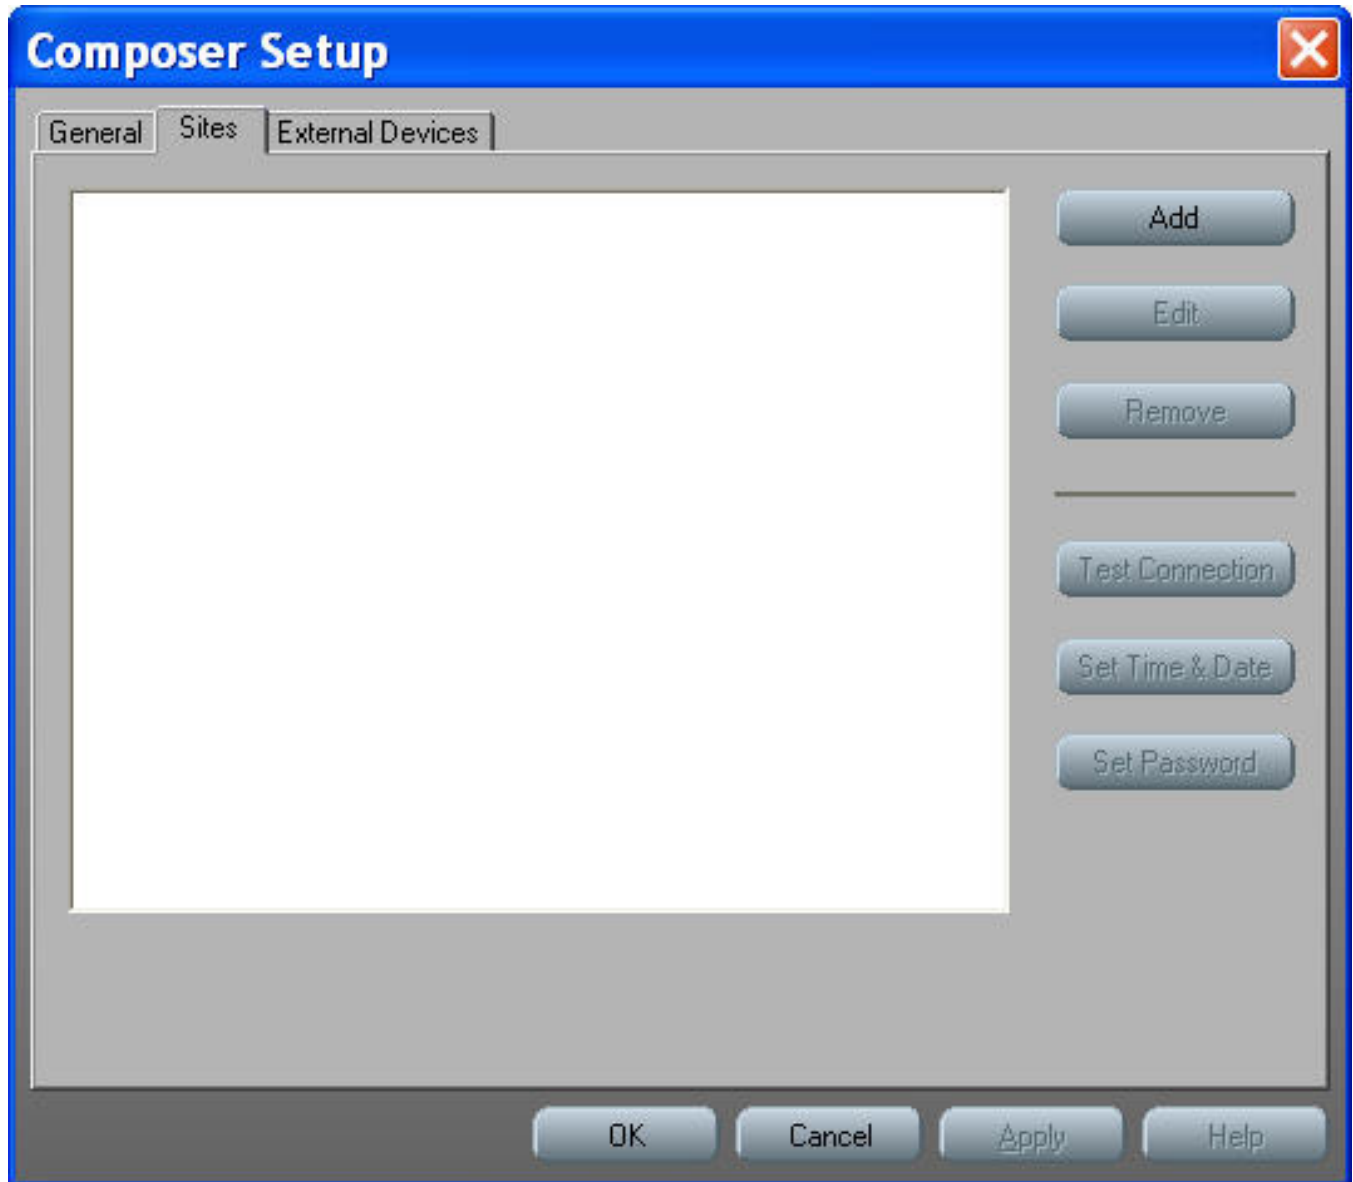 Composer Setup
General Sites External Devices
Add
Edit
Remove
Test Connection
Set Time & Date
Set Password
OK Cancel Apply Help